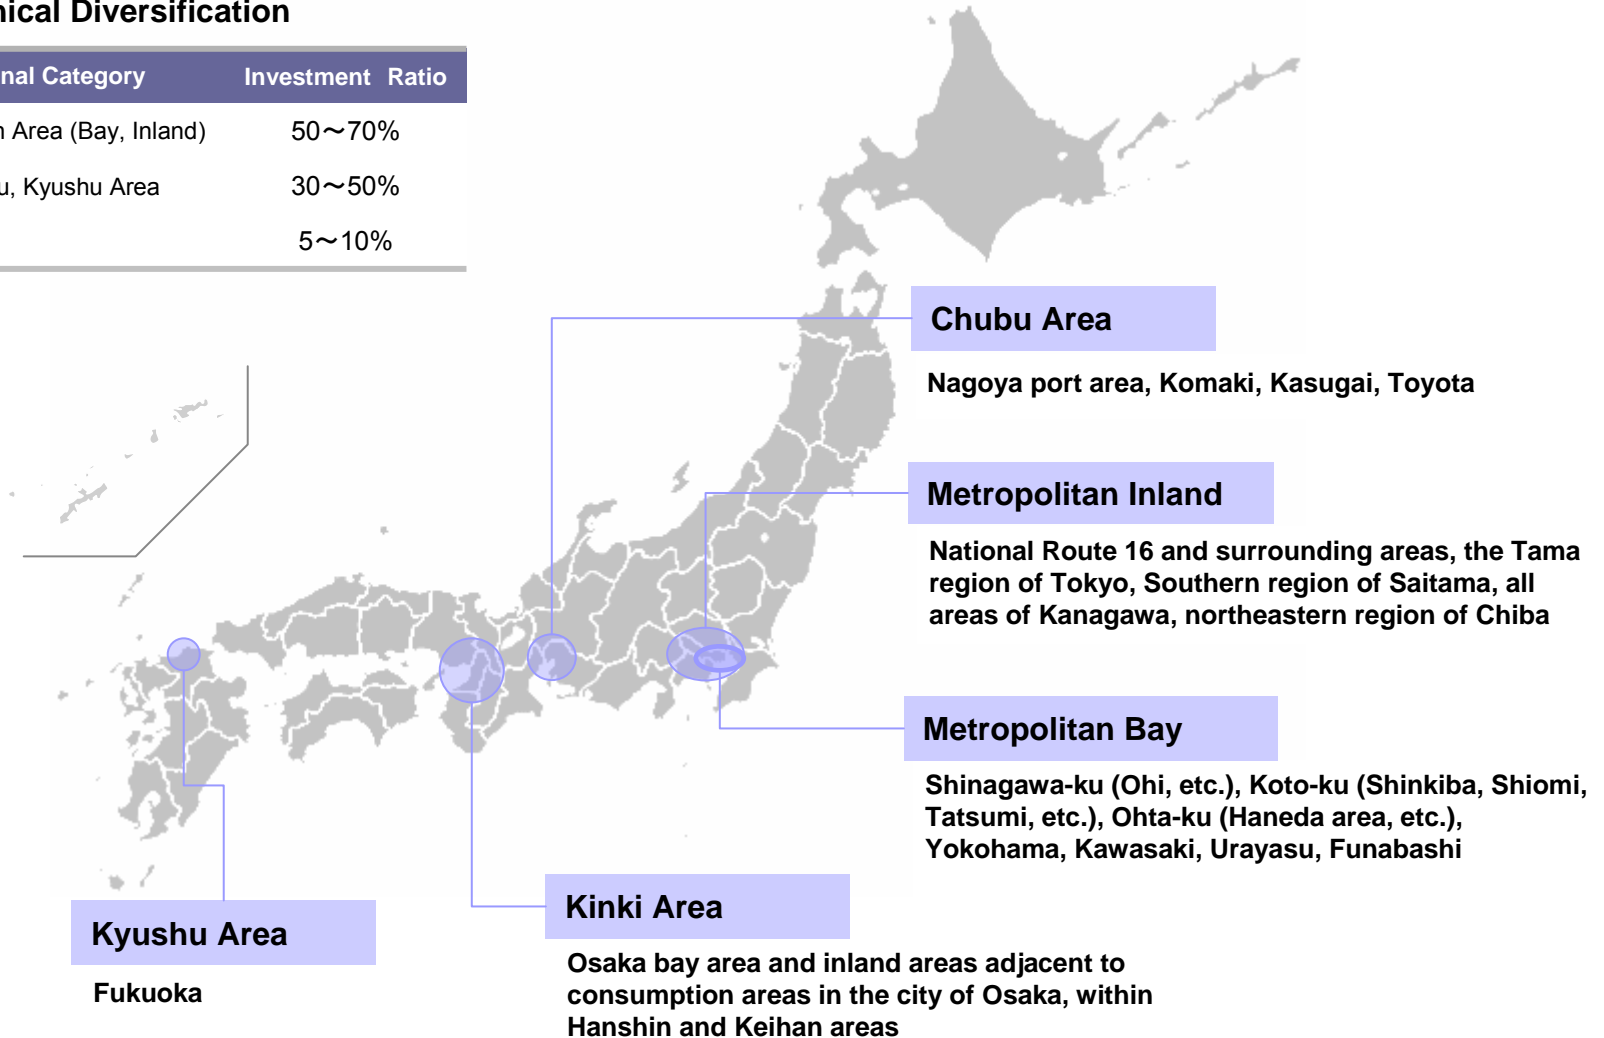 nical Diversification
nal Category Investment Ratio
n Area (Bay, Inland) 50～70%
u, Kyushu Area 30～50%
5～10%
Chubu Area
Nagoya port area, Komaki, Kasugai, Toyota
Metropolitan Inland
National Route 16 and surrounding areas, the Tama
region of Tokyo, Southern region of Saitama, all
areas of Kanagawa, northeastern region of Chiba
Metropolitan Bay
Shinagawa-ku (Ohi, etc.), Koto-ku (Shinkiba, Shiomi,
Tatsumi, etc.), Ohta-ku (Haneda area, etc.),
Yokohama, Kawasaki, Urayasu, Funabashi
Kinki Area
Osaka bay area and inland areas adjacent to
consumption areas in the city of Osaka, within
Hanshin and Keihan areas
Kyushu Area
Fukuoka